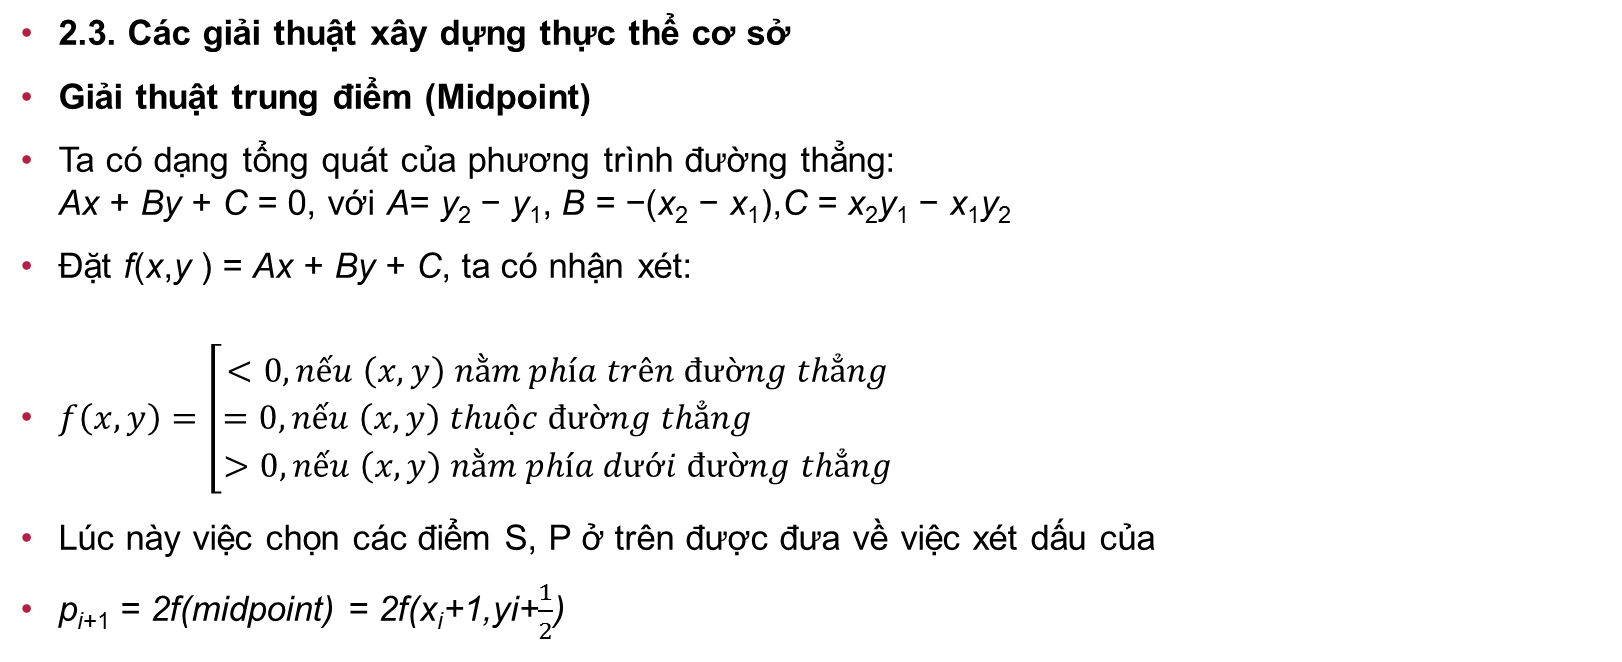 • 2.3. Các giải thuật xây dựng thực thể cơ sở
• Giải thuật trung điểm (Midpoint)
• Ta có dạng tổng quát của phương trình đường thẳng:
Ax + By + C = 0, với A= y₂ − y₁, B = −(x₂ − x₁),C = x₂y₁ − x₁y₂
• Đặt f(x,y ) = Ax + By + C, ta có nhận xét:
< 0, nếu (x, y) nằm phía trên đường thẳng
• f(x, y) = [ = 0, nếu (x, y) thuộc đường thẳng
> 0, nếu (x, y) nằm phía dưới đường thẳng
• Lúc này việc chọn các điểm S, P ở trên được đưa về việc xét dấu của
• pᵢ₊₁ = 2f(midpoint) = 2f(xᵢ+1,yi+1/2)